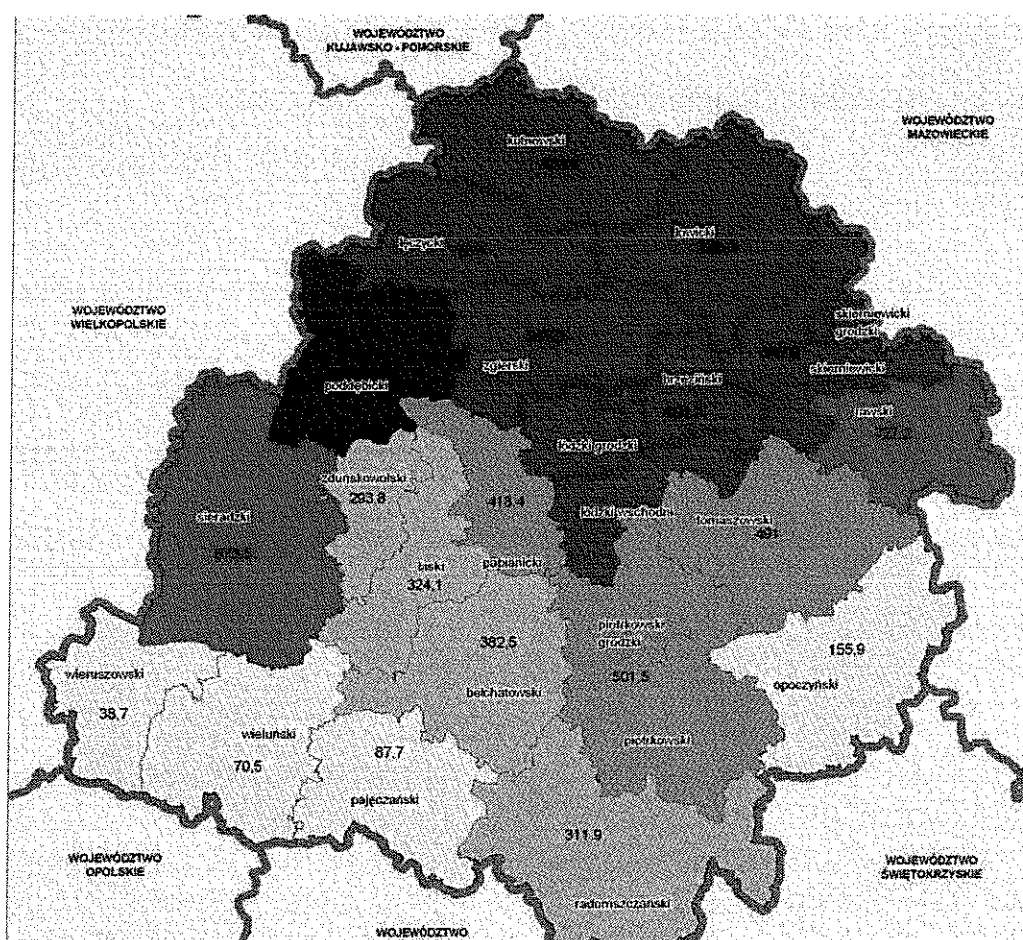 WOJEWÓDZTWO
KUJAWSKO - POMORSKIE
WOJEWÓDZTWO
MAZOWIECKIE
kutnowski
łowicki
łęczycki
WOJEWÓDZTWO
WIELKOPOLSKIE
skierniewicki
grodzki
zgierski
skierniewicki
brzeziński
poddębicki
rawski
łódzki grodzki
zduńskowolski
293,8
413,4
sieradzki
łódzki wschodni
tomaszowski
491
łaski
324,1
pabianicki
piotrkowski
grodzki
382,5
155,9
wieruszowski
38,7
501,5
opoczyński
bełchatowski
wieluński
70,5
87,7
piotrkowski
pajęczański
311,9
WOJEWÓDZTWO
OPOLSKIE
WOJEWÓDZTWO
ŚWIĘTOKRZYSKIE
radomszczański
WOJEWÓDZTWO